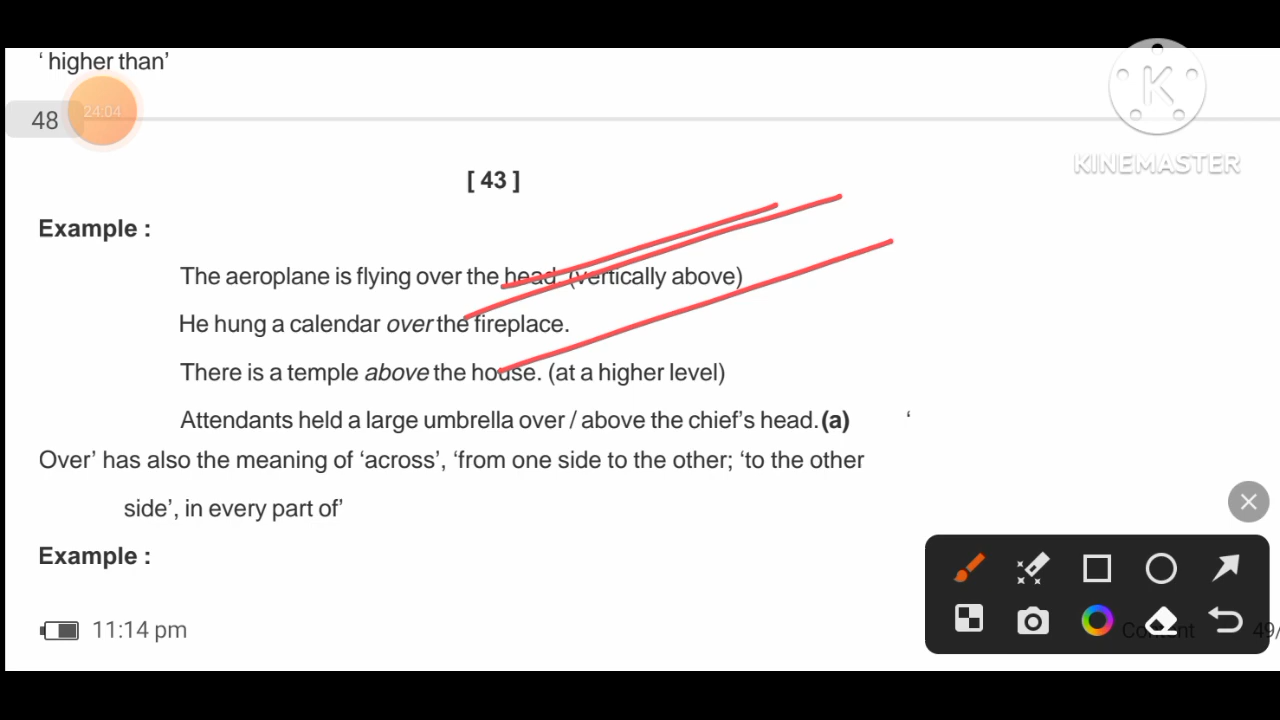 ‘ higher than’
24:04
48
KINEMASTER
[ 43 ]
Example :
The aeroplane is flying over the head. (vertically above)
He hung a calendar over the fireplace.
There is a temple above the house. (at a higher level)
Attendants held a large umbrella over / above the chief’s head.(a) ‘
Over’ has also the meaning of ‘across’, ‘from one side to the other; ‘to the other
side’, in every part of’
Example :
11:14 pm
Content 49/